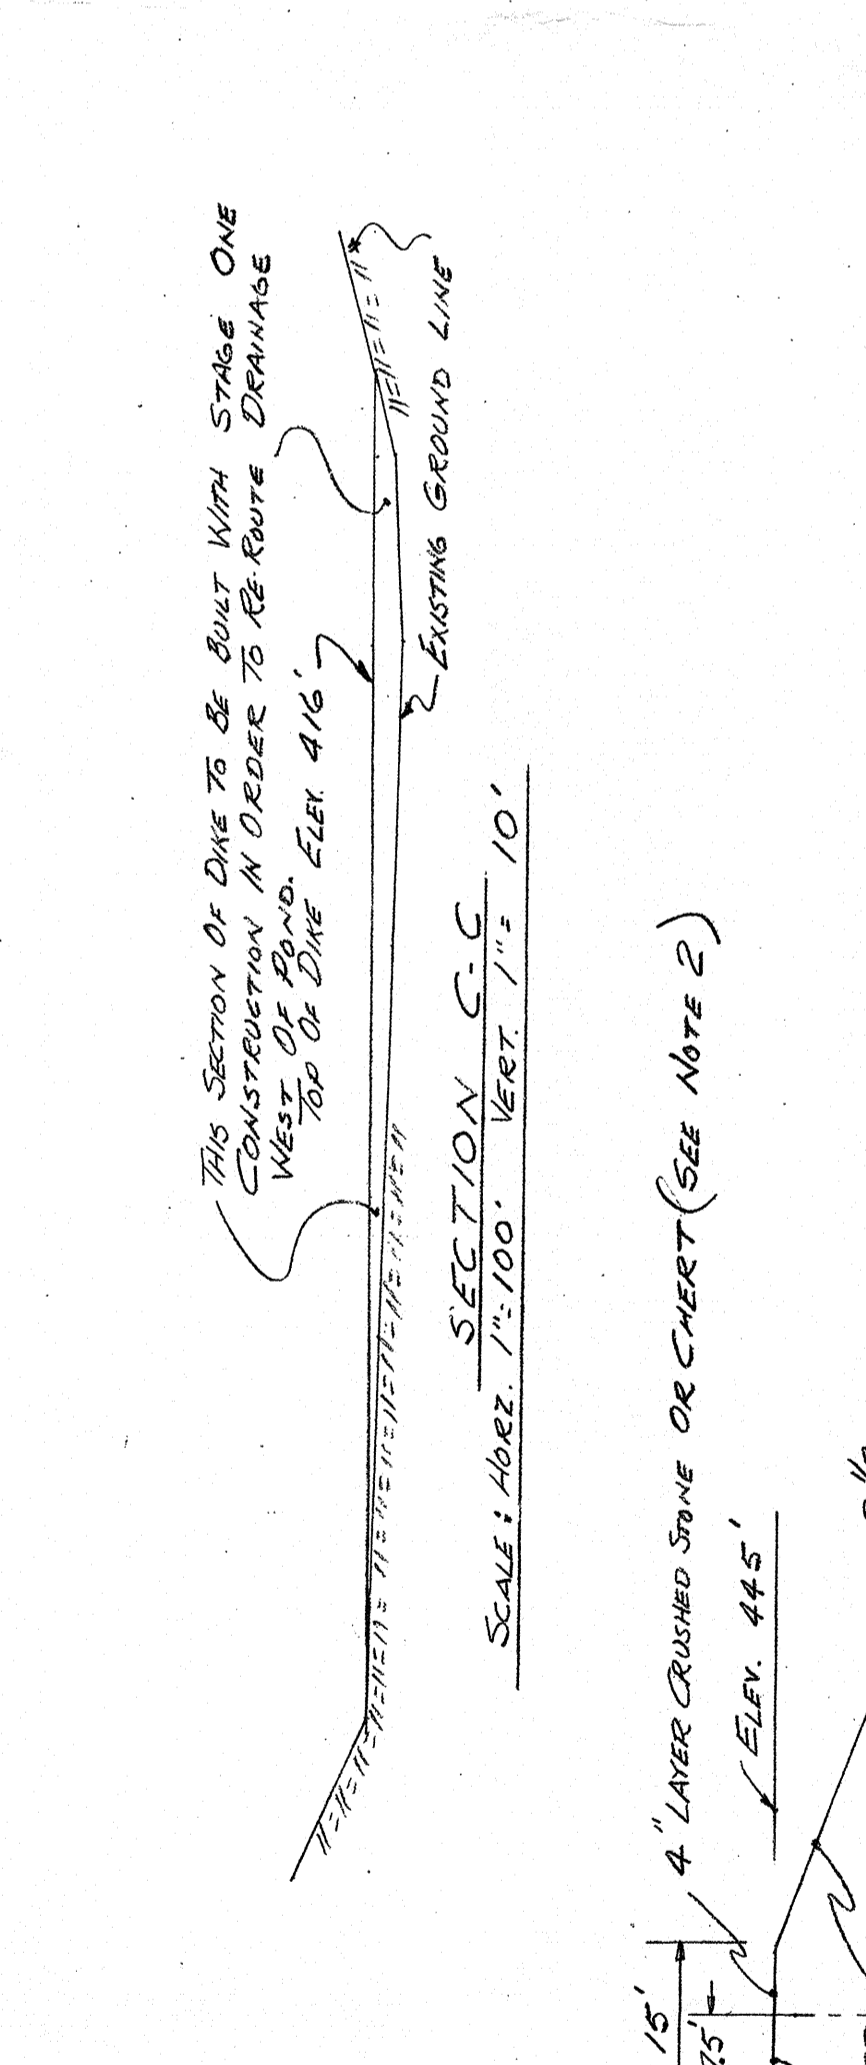 THIS SECTION OF DIKE TO BE BUILT WITH STAGE ONE
CONSTRUCTION IN ORDER TO RE-ROUTE DRAINAGE
WEST OF POND.
TOP OF DIKE ELEV. 416'
EXISTING GROUND LINE
SECTION C-C
SCALE: HORZ. 1"=100' VERT. 1"= 10'
4" LAYER CRUSHED STONE OR CHERT (SEE NOTE 2)
ELEV. 445'
15'